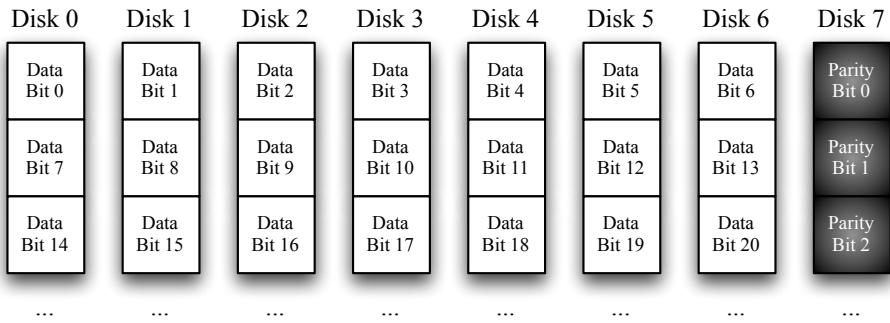 Disk 0 Disk 1 Disk 2 Disk 3 Disk 4 Disk 5 Disk 6 Disk 7
Data Data Data Data Data Data Data Parity
Bit 0 Bit 1 Bit 2 Bit 3 Bit 4 Bit 5 Bit 6 Bit 0
Data Data Data Data Data Data Data Parity
Bit 7 Bit 8 Bit 9 Bit 10 Bit 11 Bit 12 Bit 13 Bit 1
Data Data Data Data Data Data Data Parity
Bit 14 Bit 15 Bit 16 Bit 17 Bit 18 Bit 19 Bit 20 Bit 2
... ... ... ... ... ... ... ...